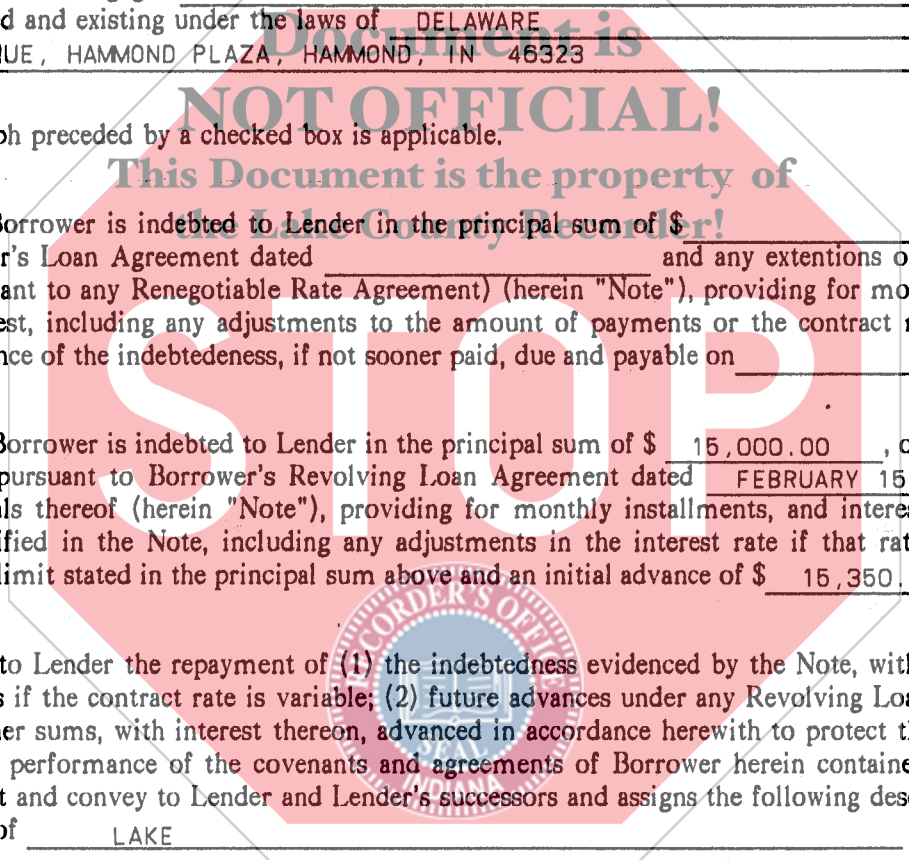 d and existing under the laws of DELAWARE
UE, HAMMOND PLAZA, HAMMOND, IN 46323
Document is
NOT OFFICIAL!
ph preceded by a checked box is applicable.
This Document is the property of
the Lake County Recorder!
Borrower is indebted to Lender in the principal sum of $
r's Loan Agreement dated and any extentions o
ant to any Renegotiable Rate Agreement) (herein "Note"), providing for mo
est, including any adjustments to the amount of payments or the contract r
nce of the indebtedeness, if not sooner paid, due and payable on
STOP
Borrower is indebted to Lender in the principal sum of $ 15,000.00 , o
pursuant to Borrower's Revolving Loan Agreement dated FEBRUARY 15
ls thereof (herein "Note"), providing for monthly installments, and intere
ified in the Note, including any adjustments in the interest rate if that rat
limit stated in the principal sum above and an initial advance of $ 15,350.
RECORDER'S OFFICE
to Lender the repayment of (1) the indebtedness evidenced by the Note, with
s if the contract rate is variable; (2) future advances under any Revolving Loa
er sums, with interest thereon, advanced in accordance herewith to protect th
performance of the covenants and agreements of Borrower herein containe
SEAL
INDIANA
t and convey to Lender and Lender's successors and assigns the following des
of LAKE